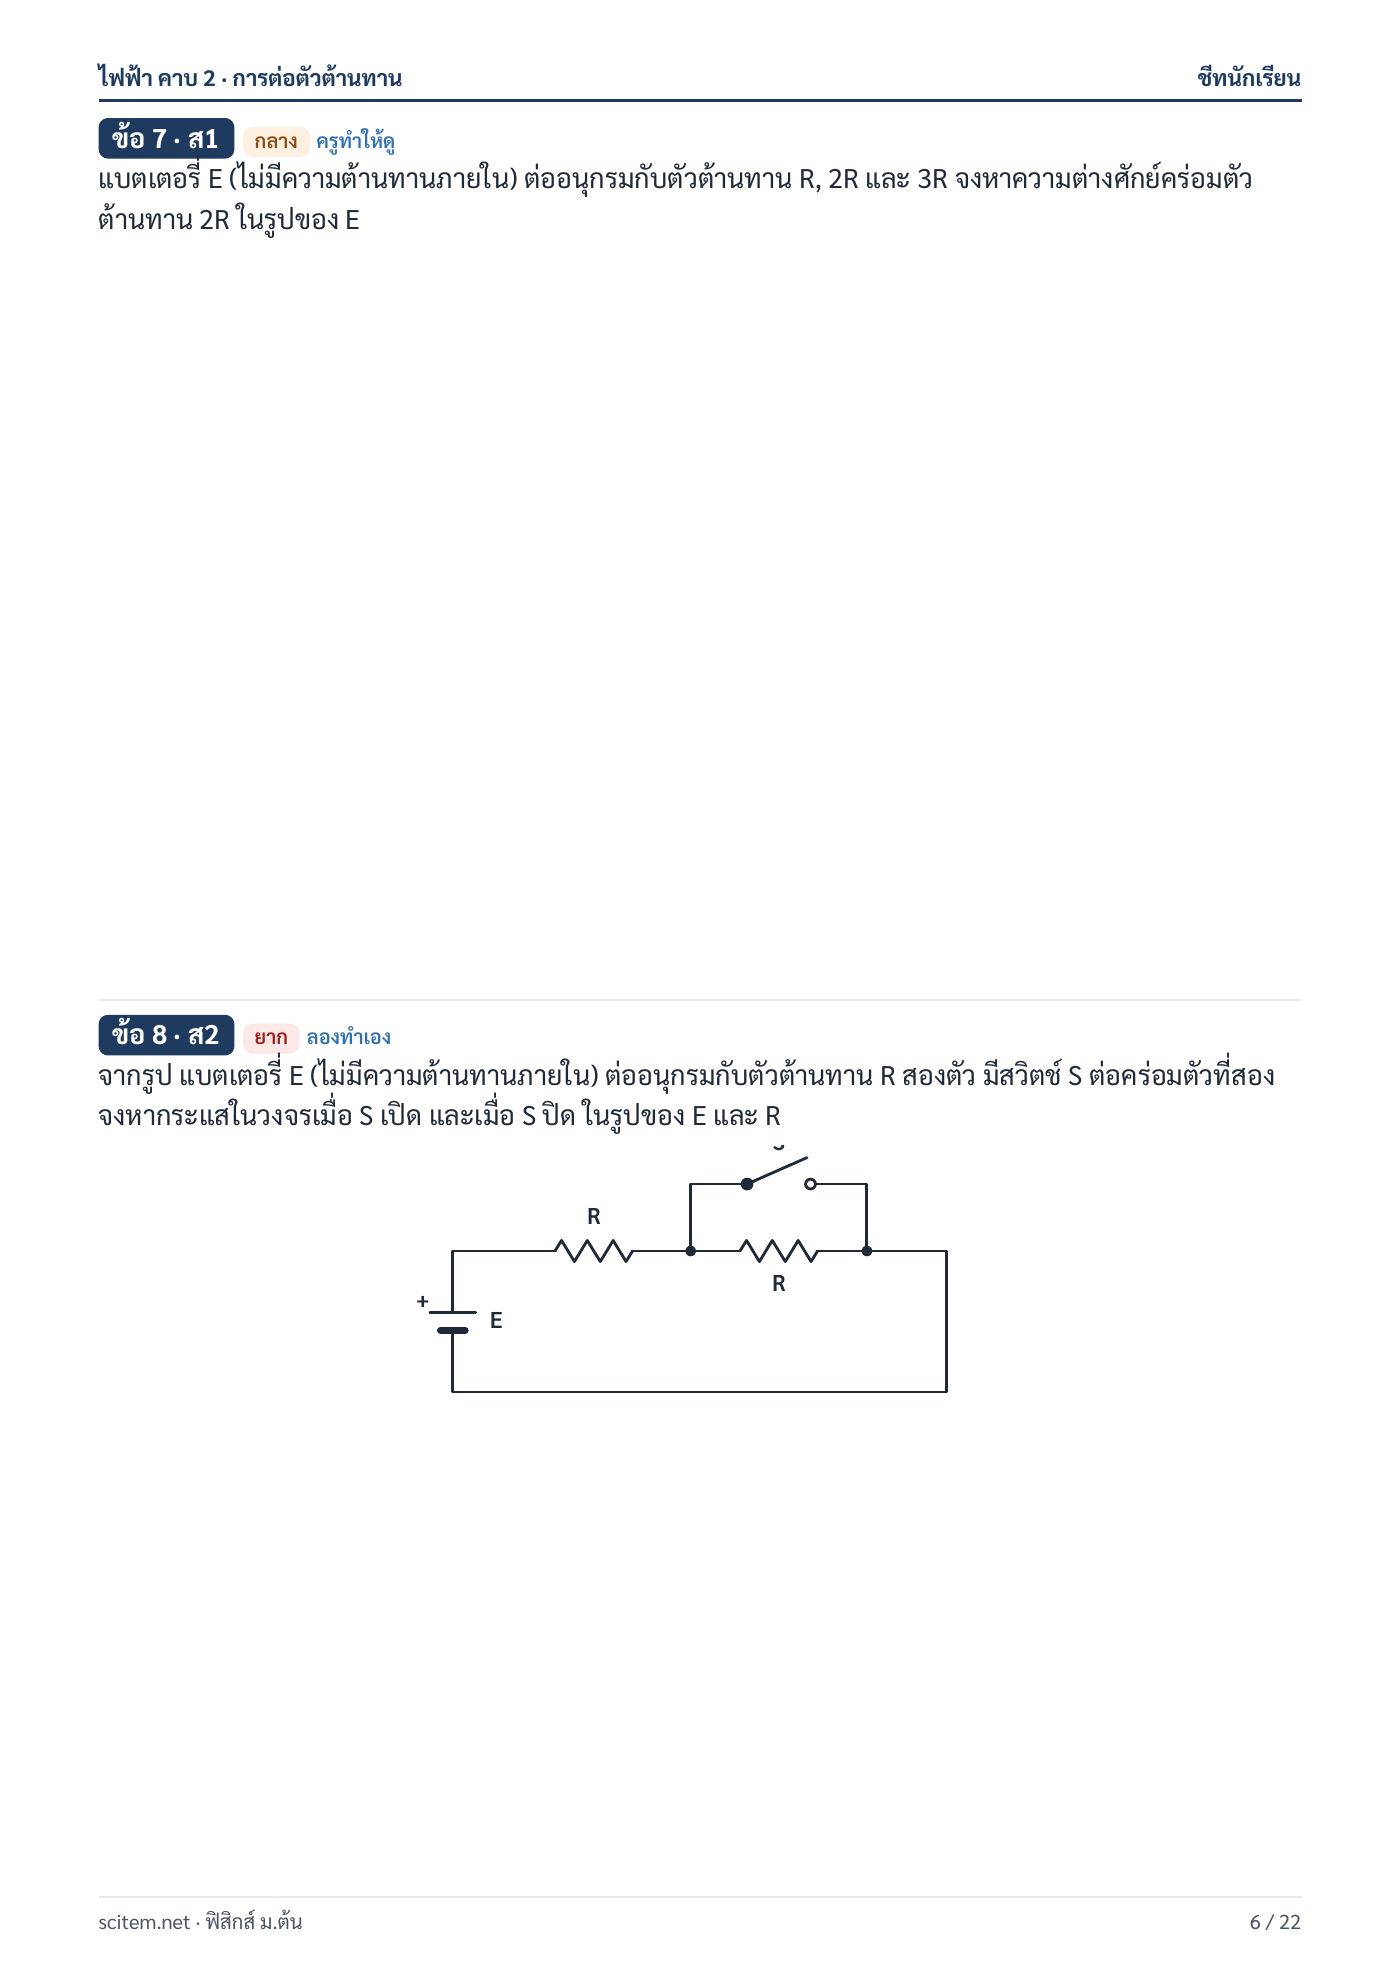 ไฟฟ้า คาบ 2 · การต่อตัวต้านทาน
ชีทนักเรียน
ข้อ 7 · ส1 กลาง ครูทำให้ดู
แบตเตอรี่ E (ไม่มีความต้านทานภายใน) ต่ออนุกรมกับตัวต้านทาน R, 2R และ 3R จงหาความต่างศักย์คร่อมตัว
ต้านทาน 2R ในรูปของ E
ข้อ 8 · ส2 ยาก ลองทำเอง
จากรูป แบตเตอรี่ E (ไม่มีความต้านทานภายใน) ต่ออนุกรมกับตัวต้านทาน R สองตัว มีสวิตช์ S ต่อคร่อมตัวที่สอง
จงหากระแสในวงจรเมื่อ S เปิด และเมื่อ S ปิด ในรูปของ E และ R
R
R
+
E
scitem.net · ฟิสิกส์ ม.ต้น
6 / 22